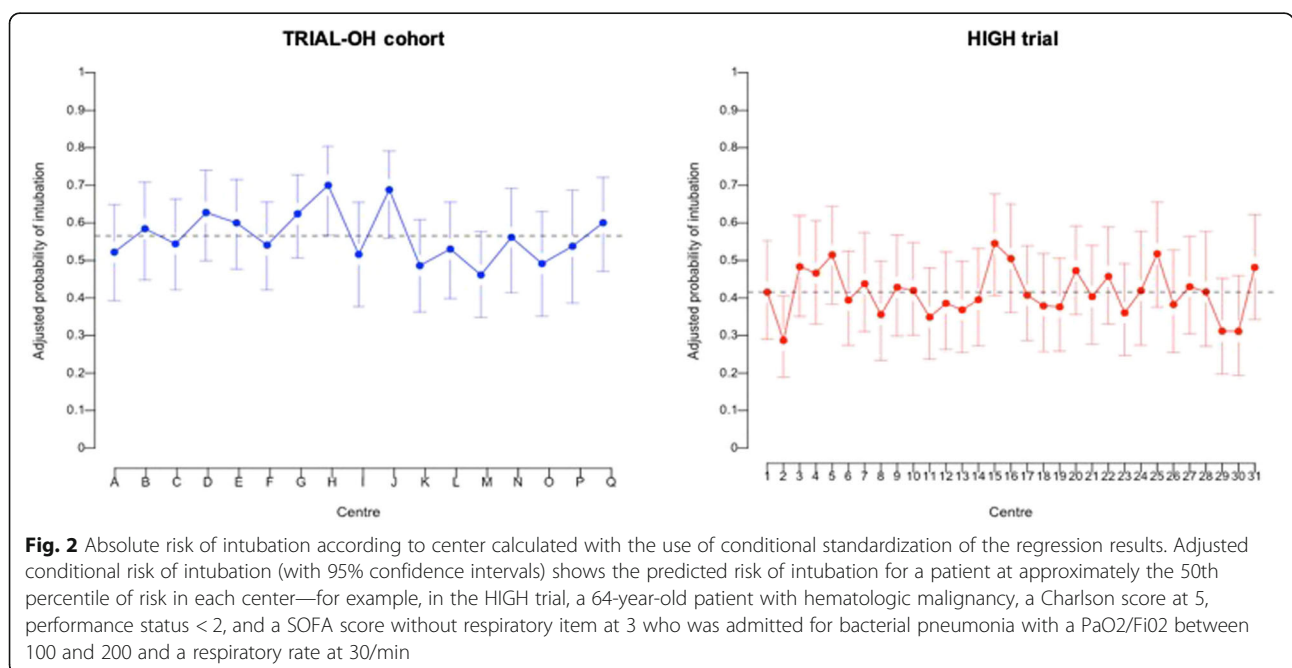 TRIAL-OH cohort
HIGH trial
1
0.9
0.8
0.7
0.6
0.5
0.4
0.3
0.2
0.1
0
Adjusted probability of intubation
A B C D E F G H I J K L M N O P Q
Centre
1
0.9
0.8
0.7
0.6
0.5
0.4
0.3
0.2
0.1
0
Adjusted probability of intubation
1 2 3 4 5 6 7 8 9 10 11 12 13 14 15 16 17 18 19 20 21 22 23 24 25 26 27 28 29 30 31
Centre
Fig. 2 Absolute risk of intubation according to center calculated with the use of conditional standardization of the regression results. Adjusted
conditional risk of intubation (with 95% confidence intervals) shows the predicted risk of intubation for a patient at approximately the 50th
percentile of risk in each center—for example, in the HIGH trial, a 64-year-old patient with hematologic malignancy, a Charlson score at 5,
performance status < 2, and a SOFA score without respiratory item at 3 who was admitted for bacterial pneumonia with a PaO2/Fi02 between
100 and 200 and a respiratory rate at 30/min